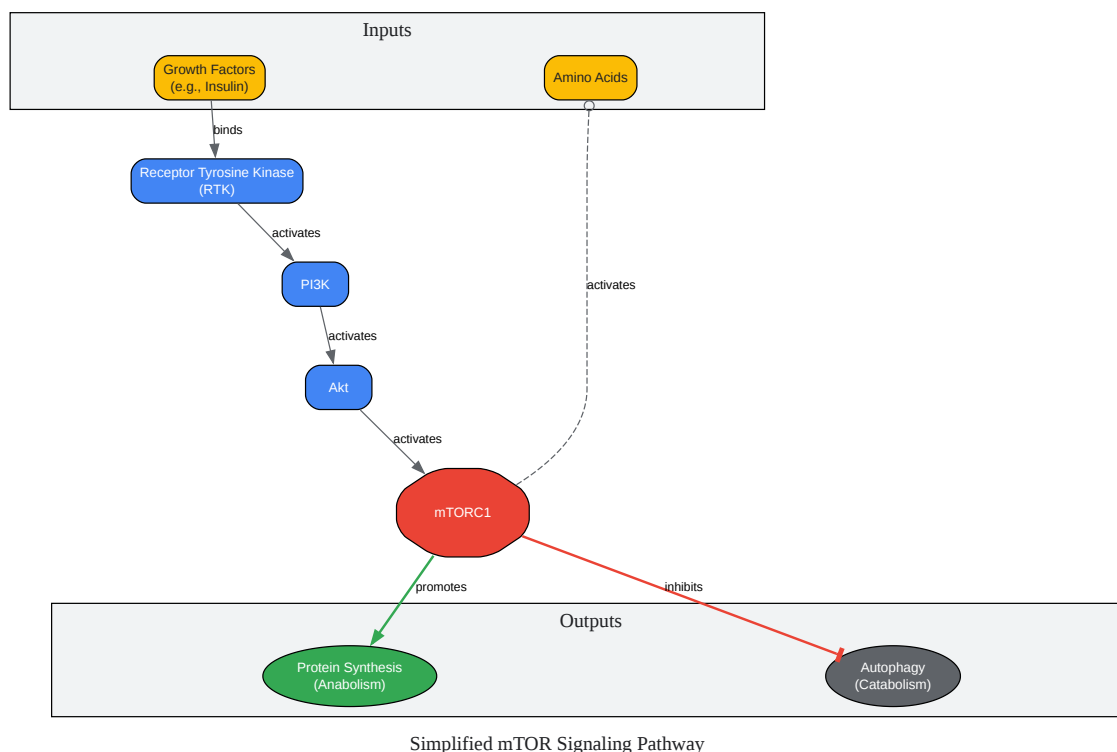 Inputs
Growth Factors
(e.g., Insulin)
Amino Acids
binds
Receptor Tyrosine Kinase
(RTK)
activates
PI3K
activates
activates
Akt
activates
mTORC1
promotes
inhibits
Outputs
Protein Synthesis
(Anabolism)
Autophagy
(Catabolism)
Simplified mTOR Signaling Pathway